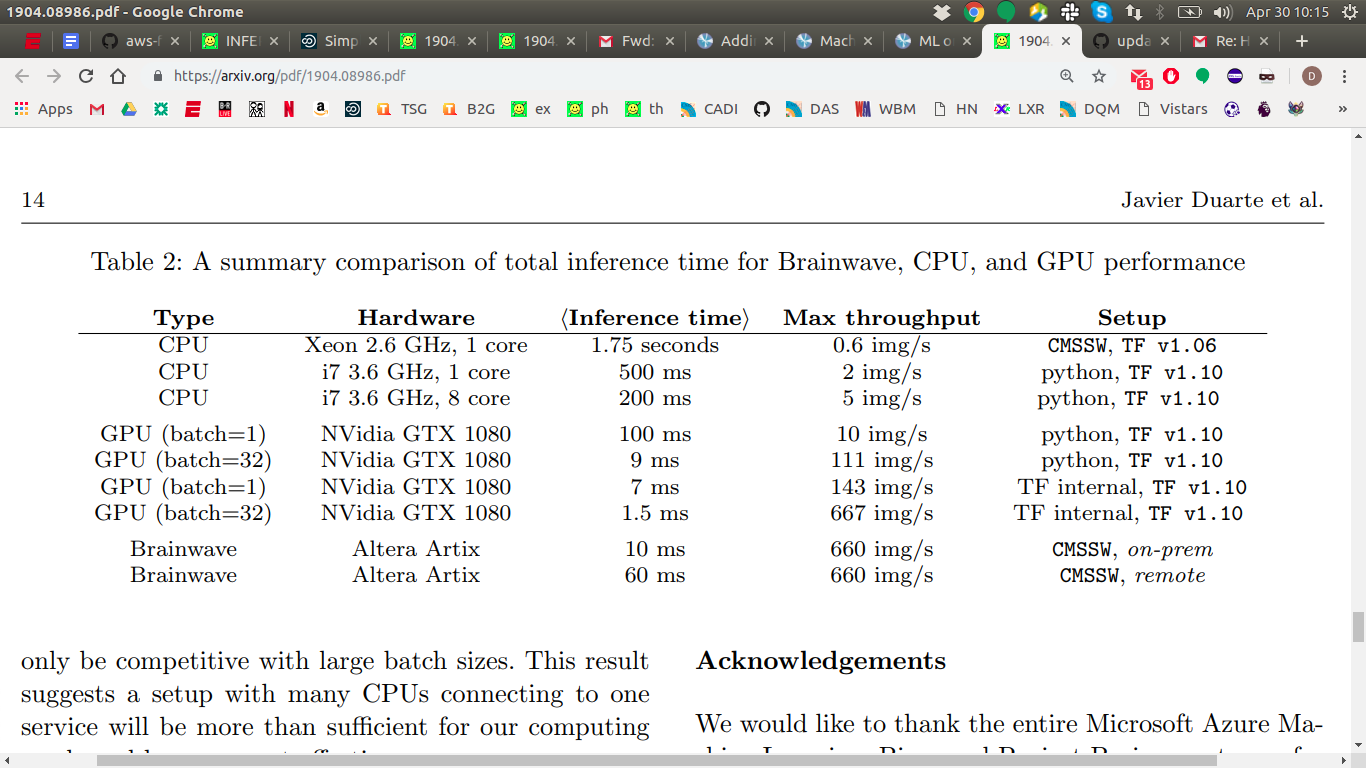 1904.08986.pdf - Google Chrome
Apr 30 10:15
aws-f
INFE
Simp
1904.
1904.
Fwd:
Addi
Mach
ML o
1904.
upda
Re: H
https://arxiv.org/pdf/1904.08986.pdf
13
D
Apps
TSG
B2G
ex
ph
th
CADI
DAS
WBM
HN
LXR
DQM
Vistars
»
14
Javier Duarte et al.
Table 2: A summary comparison of total inference time for Brainwave, CPU, and GPU performance
Type Hardware ⟨Inference time⟩ Max throughput Setup
CPU Xeon 2.6 GHz, 1 core 1.75 seconds 0.6 img/s CMSSW, TF v1.06
CPU i7 3.6 GHz, 1 core 500 ms 2 img/s python, TF v1.10
CPU i7 3.6 GHz, 8 core 200 ms 5 img/s python, TF v1.10
GPU (batch=1) NVidia GTX 1080 100 ms 10 img/s python, TF v1.10
GPU (batch=32) NVidia GTX 1080 9 ms 111 img/s python, TF v1.10
GPU (batch=1) NVidia GTX 1080 7 ms 143 img/s TF internal, TF v1.10
GPU (batch=32) NVidia GTX 1080 1.5 ms 667 img/s TF internal, TF v1.10
Brainwave Altera Artix 10 ms 660 img/s CMSSW, on-prem
Brainwave Altera Artix 60 ms 660 img/s CMSSW, remote
only be competitive with large batch sizes. This result
suggests a setup with many CPUs connecting to one
service will be more than sufficient for our computing
Acknowledgements
We would like to thank the entire Microsoft Azure Ma-